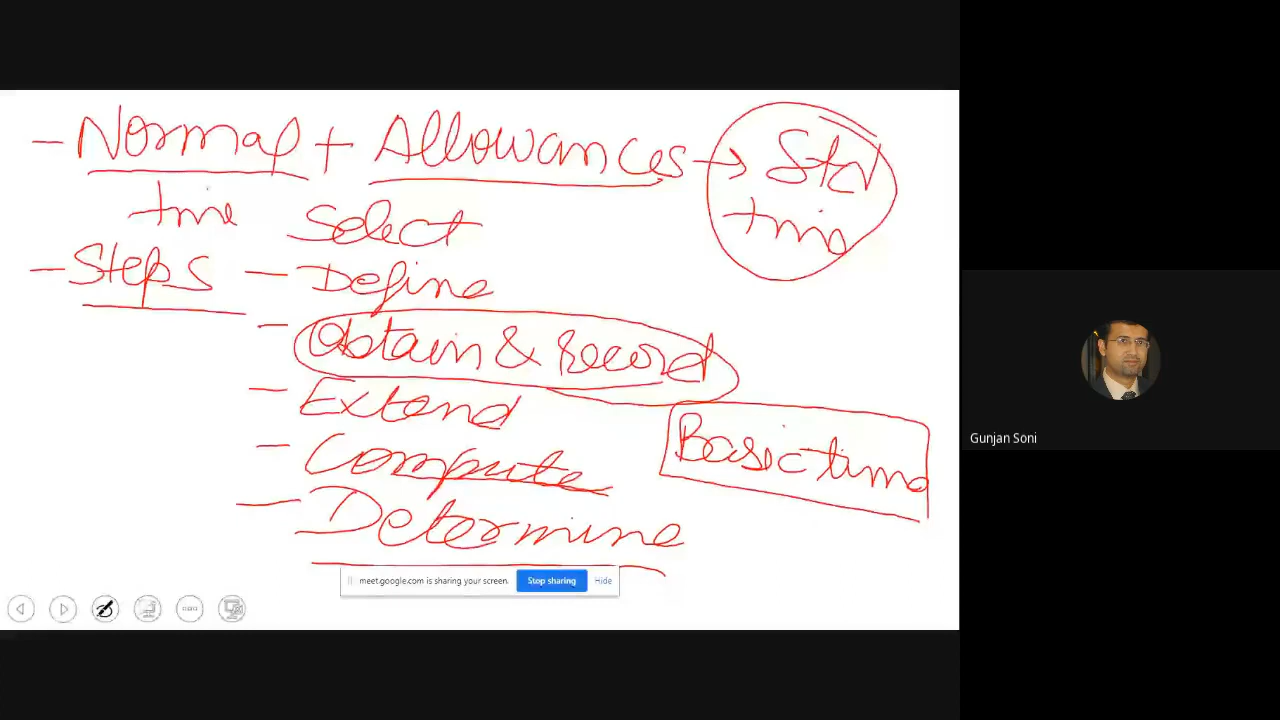 - Normal + Allowances → Std
time
time
Select
- Steps - Define
- Obtain & Record
- Extend
Basic time
- Compute
- Determine
meet.google.com is sharing your screen. Stop sharing Hide
Gunjan Soni